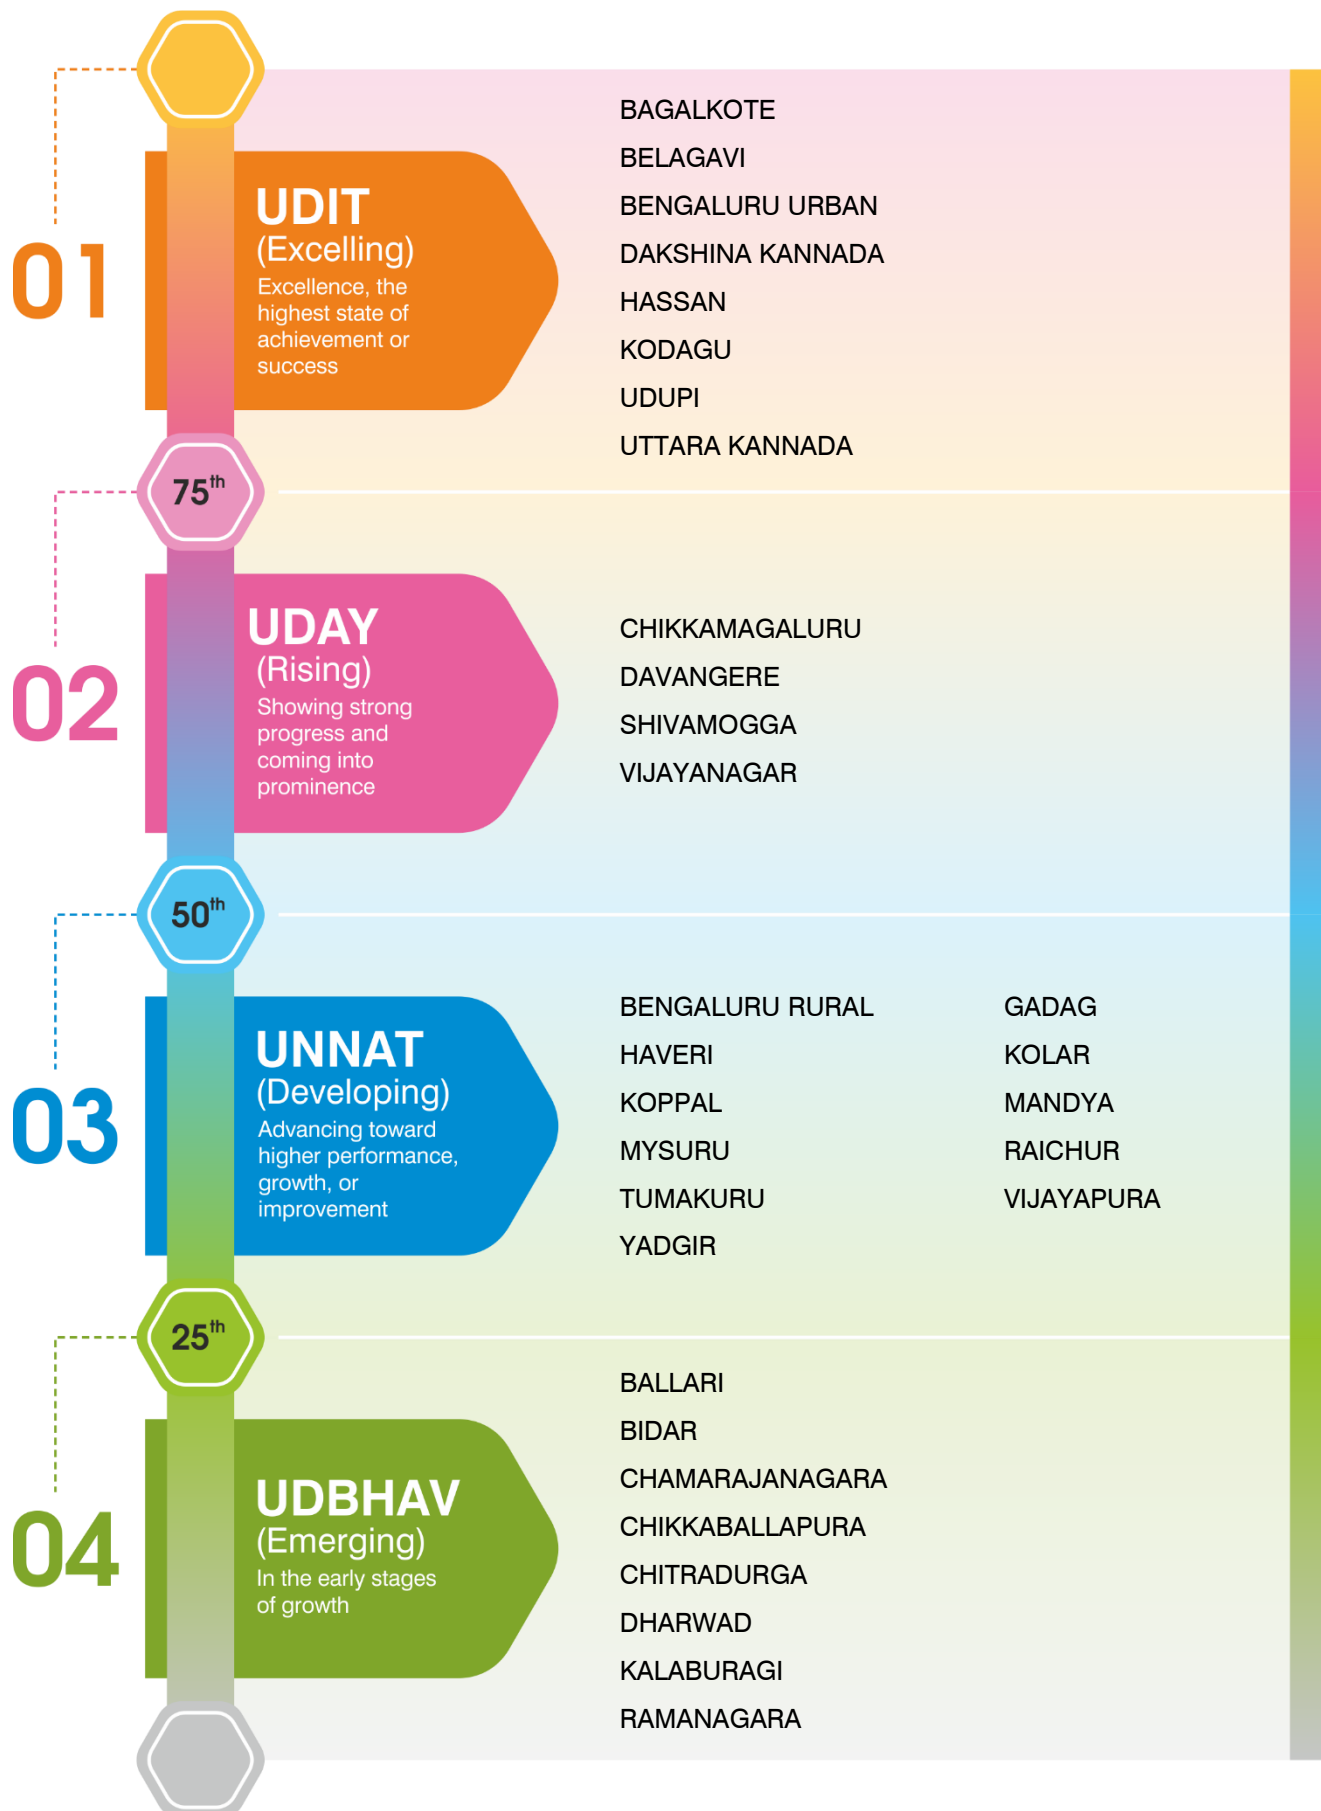 01
UDIT
(Excelling)
Excellence, the
highest state of
achievement or
success
BAGALKOTE
BELAGAVI
BENGALURU URBAN
DAKSHINA KANNADA
HASSAN
KODAGU
UDUPI
UTTARA KANNADA
75th
02
UDAY
(Rising)
Showing strong
progress and
coming into
prominence
CHIKKAMAGALURU
DAVANGERE
SHIVAMOGGA
VIJAYANAGAR
50th
03
UNNAT
(Developing)
Advancing toward
higher performance,
growth, or
improvement
BENGALURU RURAL
HAVERI
KOPPAL
MYSURU
TUMAKURU
YADGIR
GADAG
KOLAR
MANDYA
RAICHUR
VIJAYAPURA
25th
04
UDBHAV
(Emerging)
In the early stages
of growth
BALLARI
BIDAR
CHAMARAJANAGARA
CHIKKABALLAPURA
CHITRADURGA
DHARWAD
KALABURAGI
RAMANAGARA